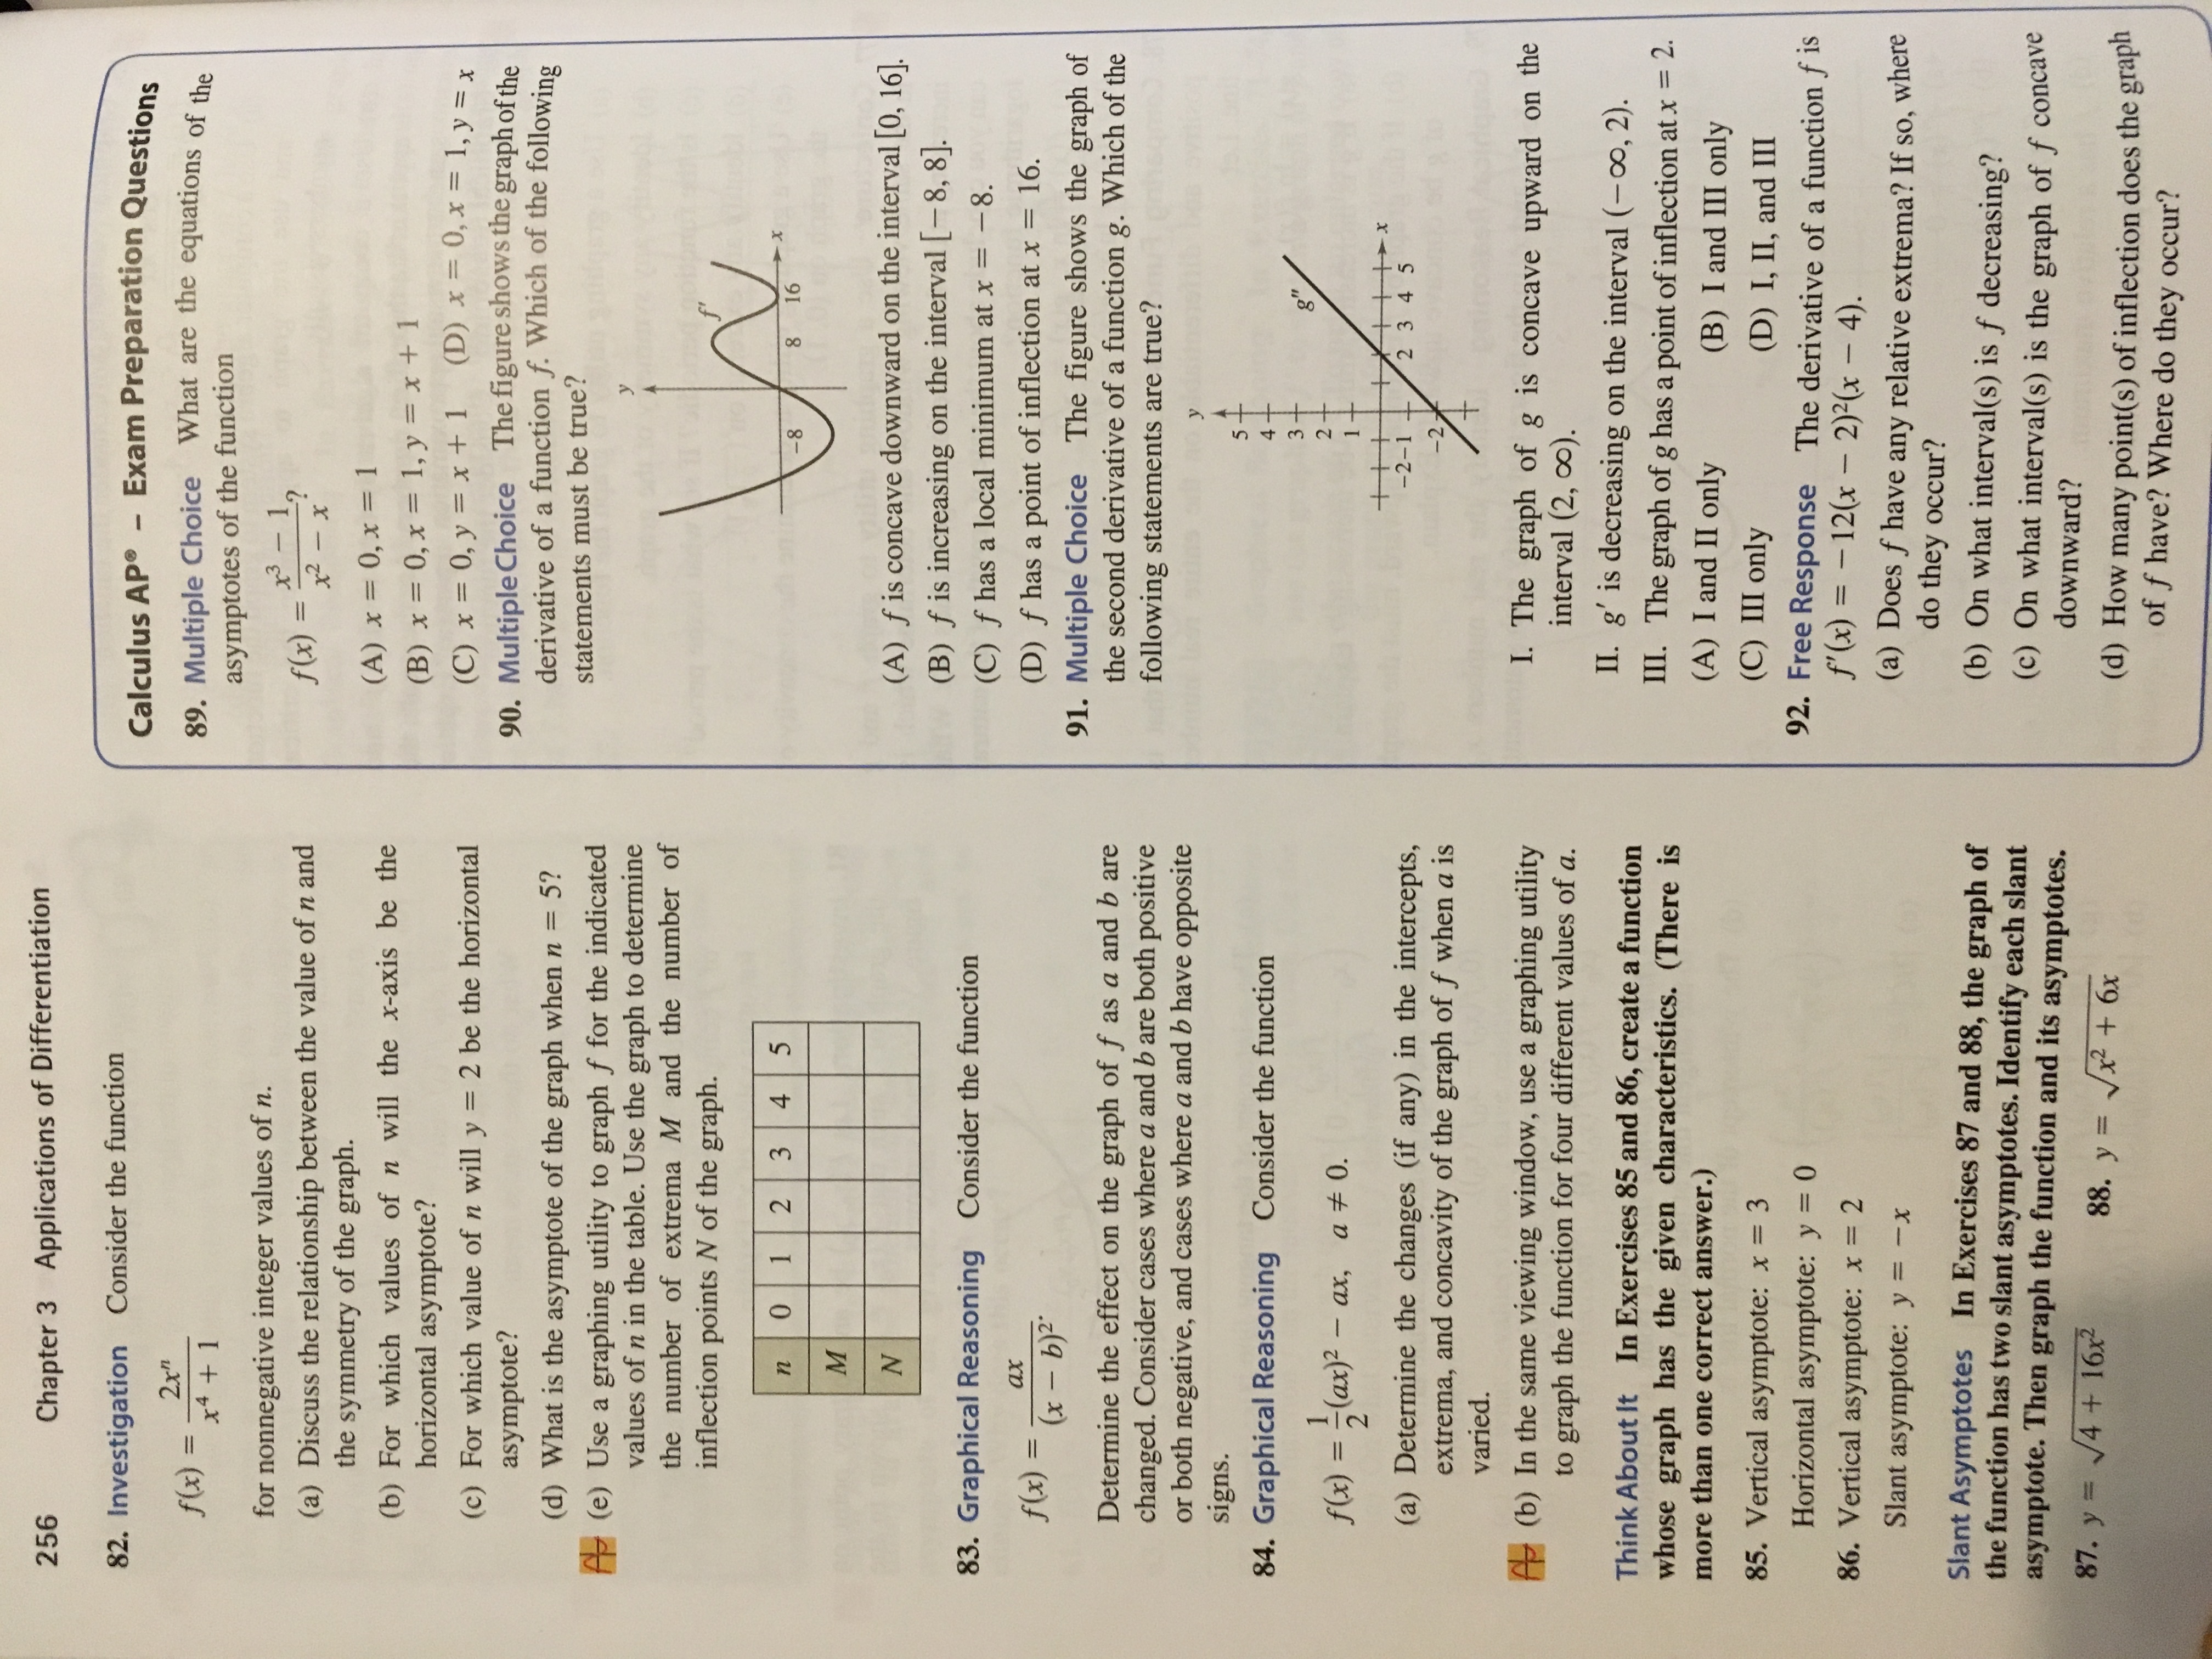 256 Chapter 3 Applications of Differentiation
82. Investigation Consider the function
f(x) = 2xⁿ / (x⁴ + 1)
for nonnegative integer values of n.
(a) Discuss the relationship between the value of n and
the symmetry of the graph.
(b) For which values of n will the x-axis be the
horizontal asymptote?
(c) For which value of n will y = 2 be the horizontal
asymptote?
(d) What is the asymptote of the graph when n = 5?
(e) Use a graphing utility to graph f for the indicated
values of n in the table. Use the graph to determine
the number of extrema M and the number of
inflection points N of the graph.
n 0 1 2 3 4 5
M
N
83. Graphical Reasoning Consider the function
f(x) = ax / (x − b)².
Determine the effect on the graph of f as a and b are
changed. Consider cases where a and b are both positive
or both negative, and cases where a and b have opposite
signs.
84. Graphical Reasoning Consider the function
f(x) = 1/2 (ax)² − ax, a ≠ 0.
(a) Determine the changes (if any) in the intercepts,
extrema, and concavity of the graph of f when a is
varied.
(b) In the same viewing window, use a graphing utility
to graph the function for four different values of a.
Think About It In Exercises 85 and 86, create a function
whose graph has the given characteristics. (There is
more than one correct answer.)
85. Vertical asymptote: x = 3
Horizontal asymptote: y = 0
86. Vertical asymptote: x = 2
Slant asymptote: y = −x
Slant Asymptotes In Exercises 87 and 88, the graph of
the function has two slant asymptotes. Identify each slant
asymptote. Then graph the function and its asymptotes.
87. y = √(4 + 16x²) 88. y = √(x² + 6x)
Calculus AP® – Exam Preparation Questions
89. Multiple Choice What are the equations of the
asymptotes of the function
f(x) = (x³ − 1) / (x² − x)?
(A) x = 0, x = 1
(B) x = 0, x = 1, y = x + 1
(C) x = 0, y = x + 1 (D) x = 0, x = 1, y = x
90. Multiple Choice The figure shows the graph of the
derivative of a function f. Which of the following
statements must be true?
y
f′
x
−8 8 16
(A) f is concave downward on the interval [0, 16].
(B) f is increasing on the interval [−8, 8].
(C) f has a local minimum at x = −8.
(D) f has a point of inflection at x = 16.
91. Multiple Choice The figure shows the graph of
the second derivative of a function g. Which of the
following statements are true?
y
5
4
3 g″
2
1
x
−2 −1 2 3 4 5
−2
I. The graph of g is concave upward on the
interval (2, ∞).
II. g′ is decreasing on the interval (−∞, 2).
III. The graph of g has a point of inflection at x = 2.
(A) I and II only (B) I and III only
(C) III only (D) I, II, and III
92. Free Response The derivative of a function f is
f′(x) = −12(x − 2)²(x − 4).
(a) Does f have any relative extrema? If so, where
do they occur?
(b) On what interval(s) is f decreasing?
(c) On what interval(s) is the graph of f concave
downward?
(d) How many point(s) of inflection does the graph
of f have? Where do they occur?